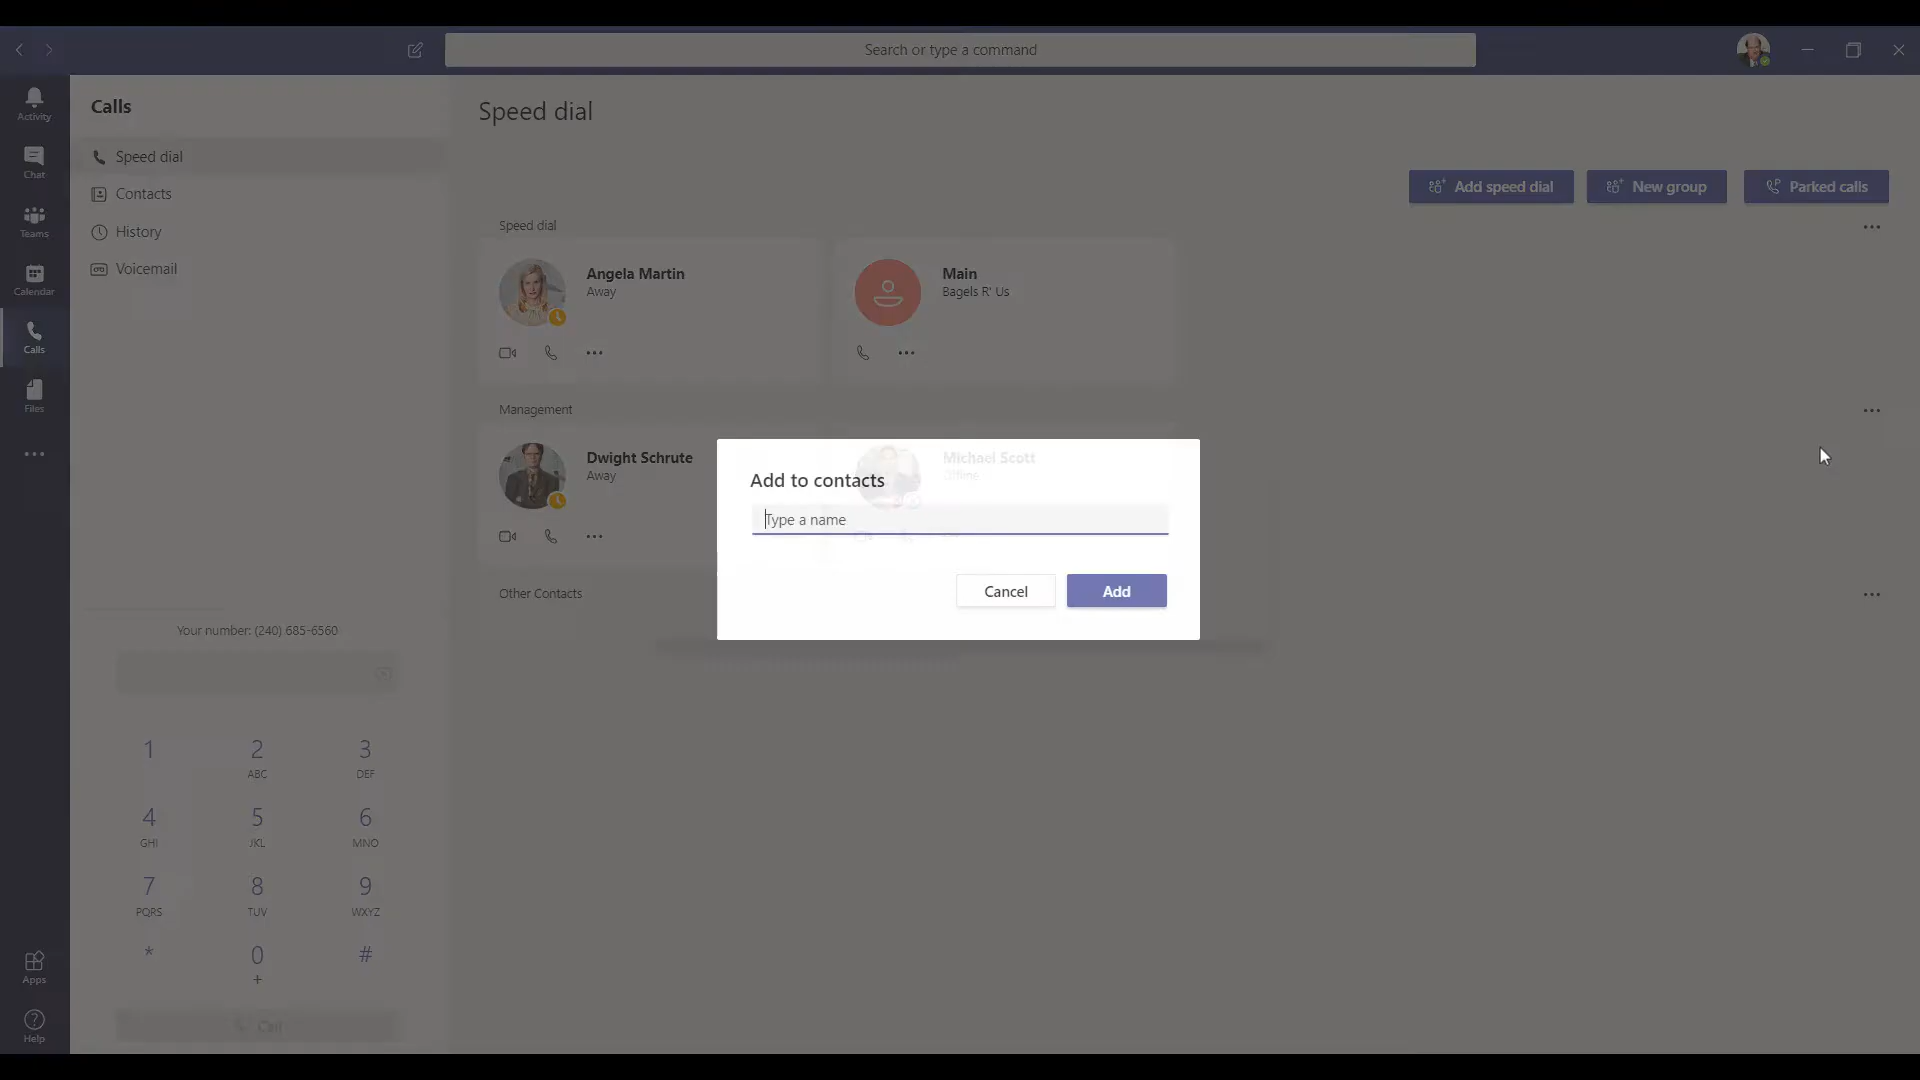 Search or type a command
Activity
Chat
Teams
Calendar
Calls
Files
Apps
Help
Calls
Speed dial
Contacts
History
Voicemail
Your number: (240) 685-6560
1
2
ABC
3
DEF
4
GHI
5
JKL
6
MNO
7
PQRS
8
TUV
9
WXYZ
*
0
+
#
Call
Speed dial
Add speed dial
New group
Parked calls
Speed dial
Angela Martin
Away
Main
Bagels R' Us
Management
Dwight Schrute
Away
Michael Scott
Offline
Other Contacts
Add to contacts
Type a name
Cancel
Add